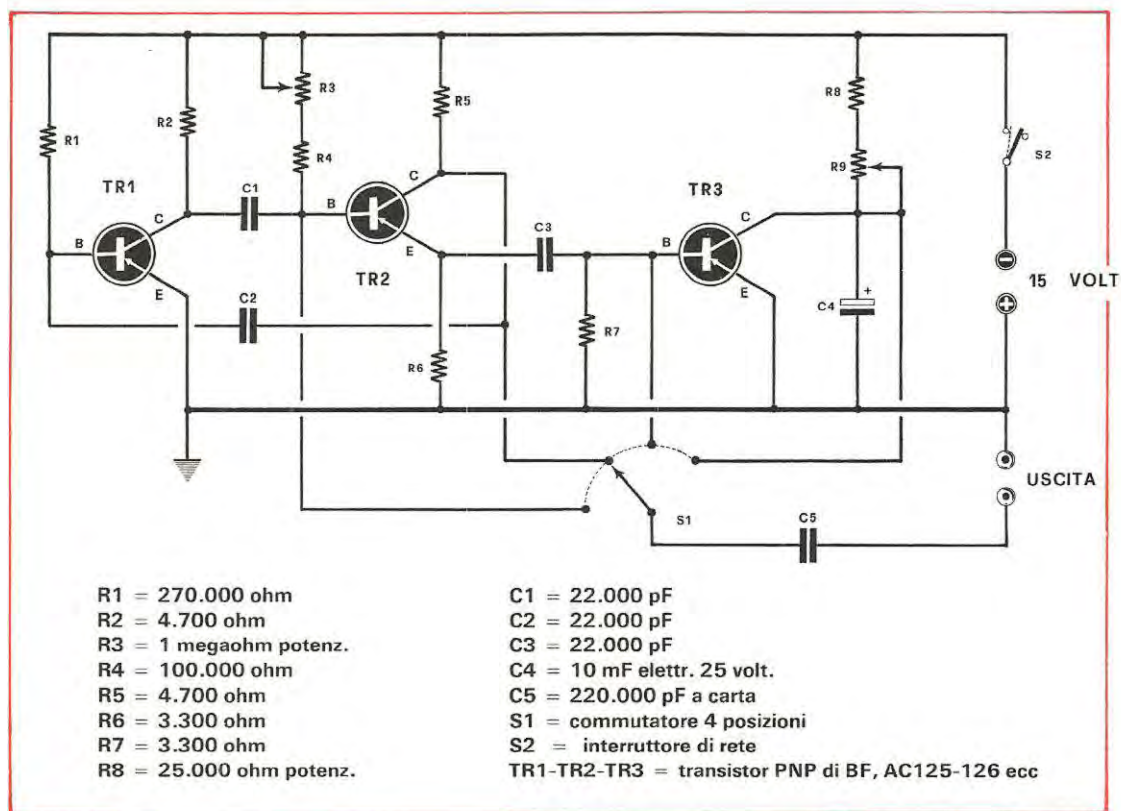 R1
R2
R3
R4
R5
R8
R9
S2
TR1
C1
B
C
E
B
C
E
TR2
C3
TR3
B
C
E
C2
R6
R7
C4
+
−
15 VOLT
+
USCITA
S1
C5
R1 = 270.000 ohm
R2 = 4.700 ohm
R3 = 1 megaohm potenz.
R4 = 100.000 ohm
R5 = 4.700 ohm
R6 = 3.300 ohm
R7 = 3.300 ohm
R8 = 25.000 ohm potenz.
C1 = 22.000 pF
C2 = 22.000 pF
C3 = 22.000 pF
C4 = 10 mF elettr. 25 volt.
C5 = 220.000 pF a carta
S1 = commutatore 4 posizioni
S2 = interruttore di rete
TR1-TR2-TR3 = transistor PNP di BF, AC125-126 ecc